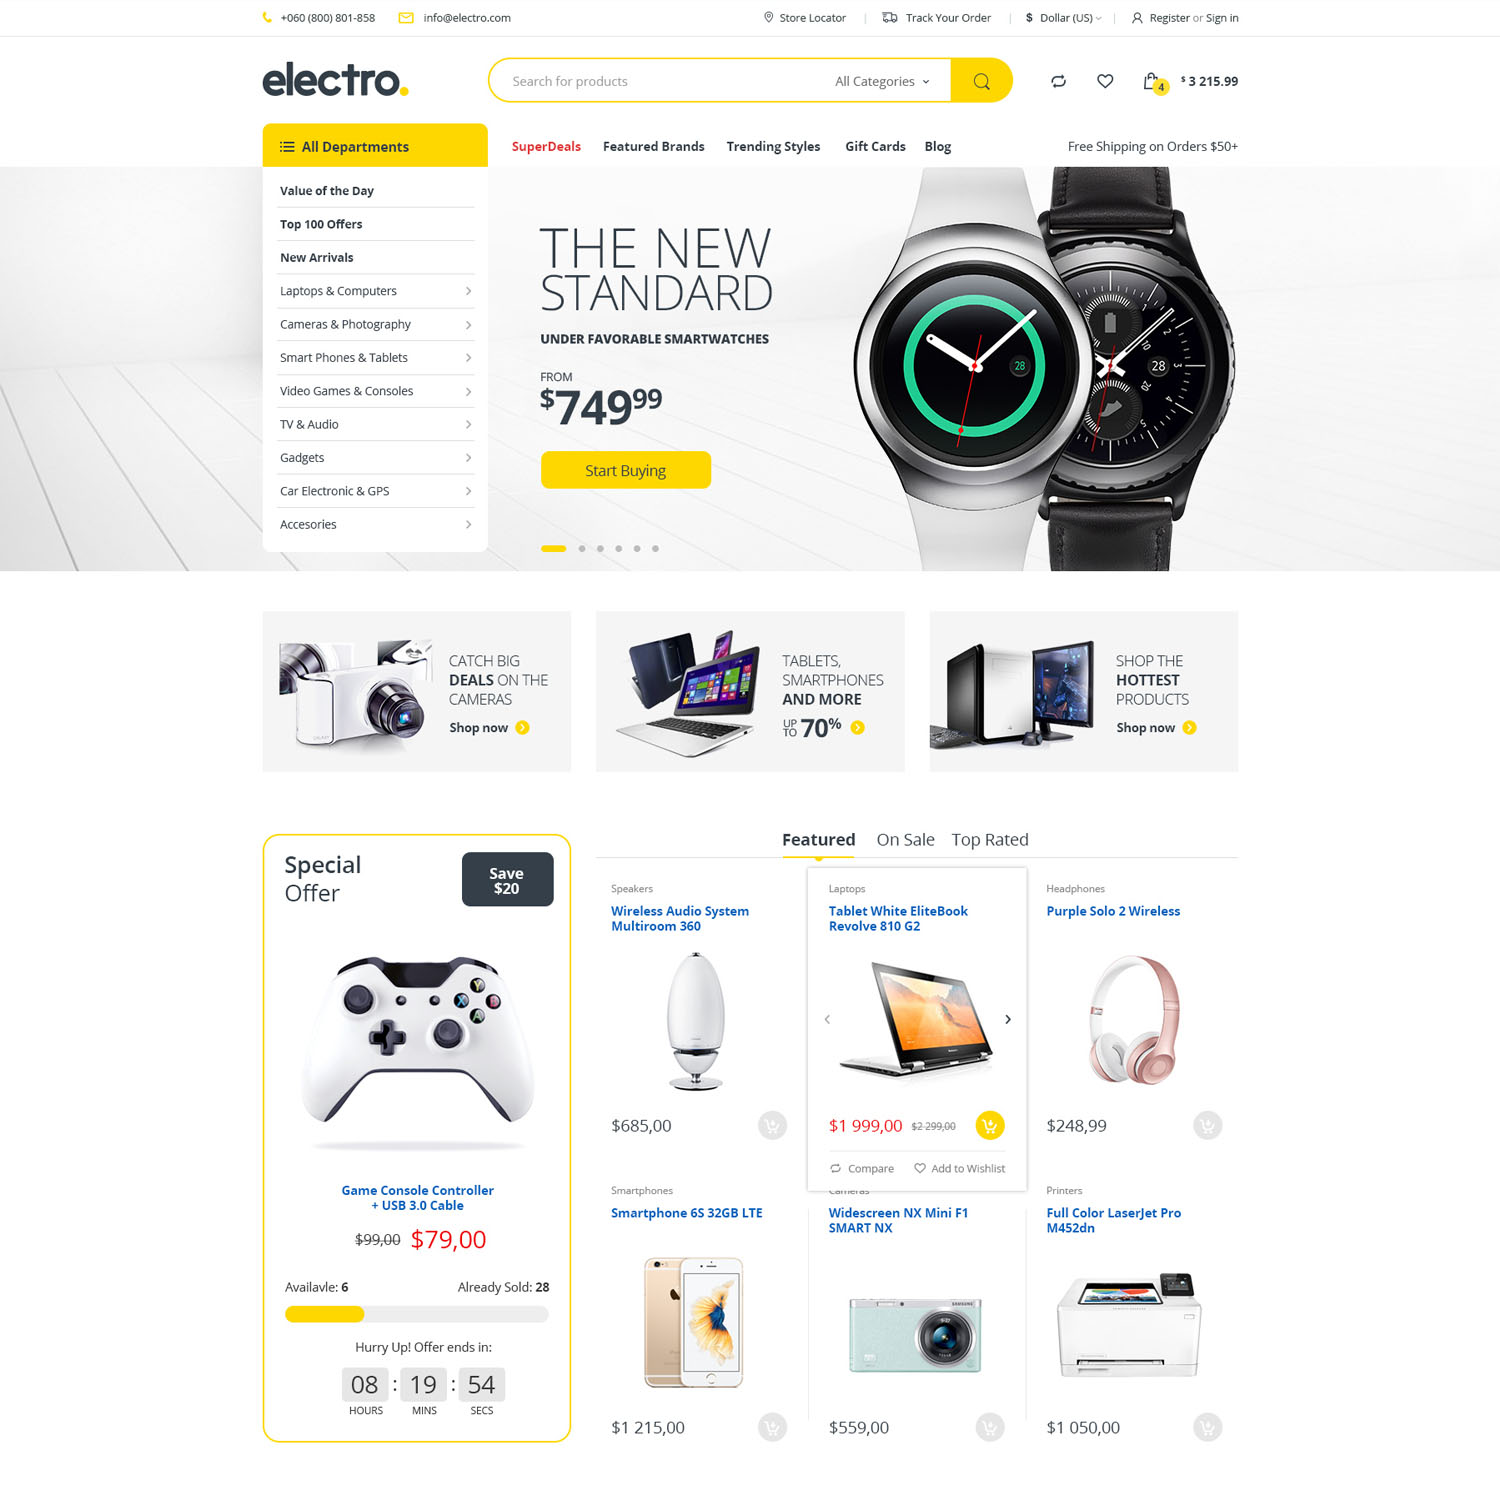 +060 (800) 801-858
info@electro.com
Store Locator
Track Your Order
$ Dollar (US)
Register or Sign in
electro.
Search for products
All Categories
4
$ 3 215.99
All Departments
SuperDeals
Featured Brands
Trending Styles
Gift Cards
Blog
Free Shipping on Orders $50+
Value of the Day
Top 100 Offers
New Arrivals
Laptops & Computers
Cameras & Photography
Smart Phones & Tablets
Video Games & Consoles
TV & Audio
Gadgets
Car Electronic & GPS
Accesories
THE NEW
STANDARD
UNDER FAVORABLE SMARTWATCHES
FROM
$749 99
Start Buying
28
28
CATCH BIG
DEALS ON THE
CAMERAS
Shop now
TABLETS,
SMARTPHONES
AND MORE
UP TO 70%
SHOP THE
HOTTEST
PRODUCTS
Shop now
Special
Offer
Save
$20
Y
X
B
A
Game Console Controller
+ USB 3.0 Cable
$99,00 $79,00
Availavle: 6
Already Sold: 28
Hurry Up! Offer ends in:
08 : 19 : 54
HOURS MINS SECS
Featured
On Sale
Top Rated
Speakers
Wireless Audio System
Multiroom 360
$685,00
Laptops
Tablet White EliteBook
Revolve 810 G2
$1 999,00 $2 299,00
Compare
Add to Wishlist
Headphones
Purple Solo 2 Wireless
$248,99
Smartphones
Smartphone 6S 32GB LTE
$1 215,00
Cameras
Widescreen NX Mini F1
SMART NX
SAMSUNG
$559,00
Printers
Full Color LaserJet Pro
M452dn
$1 050,00